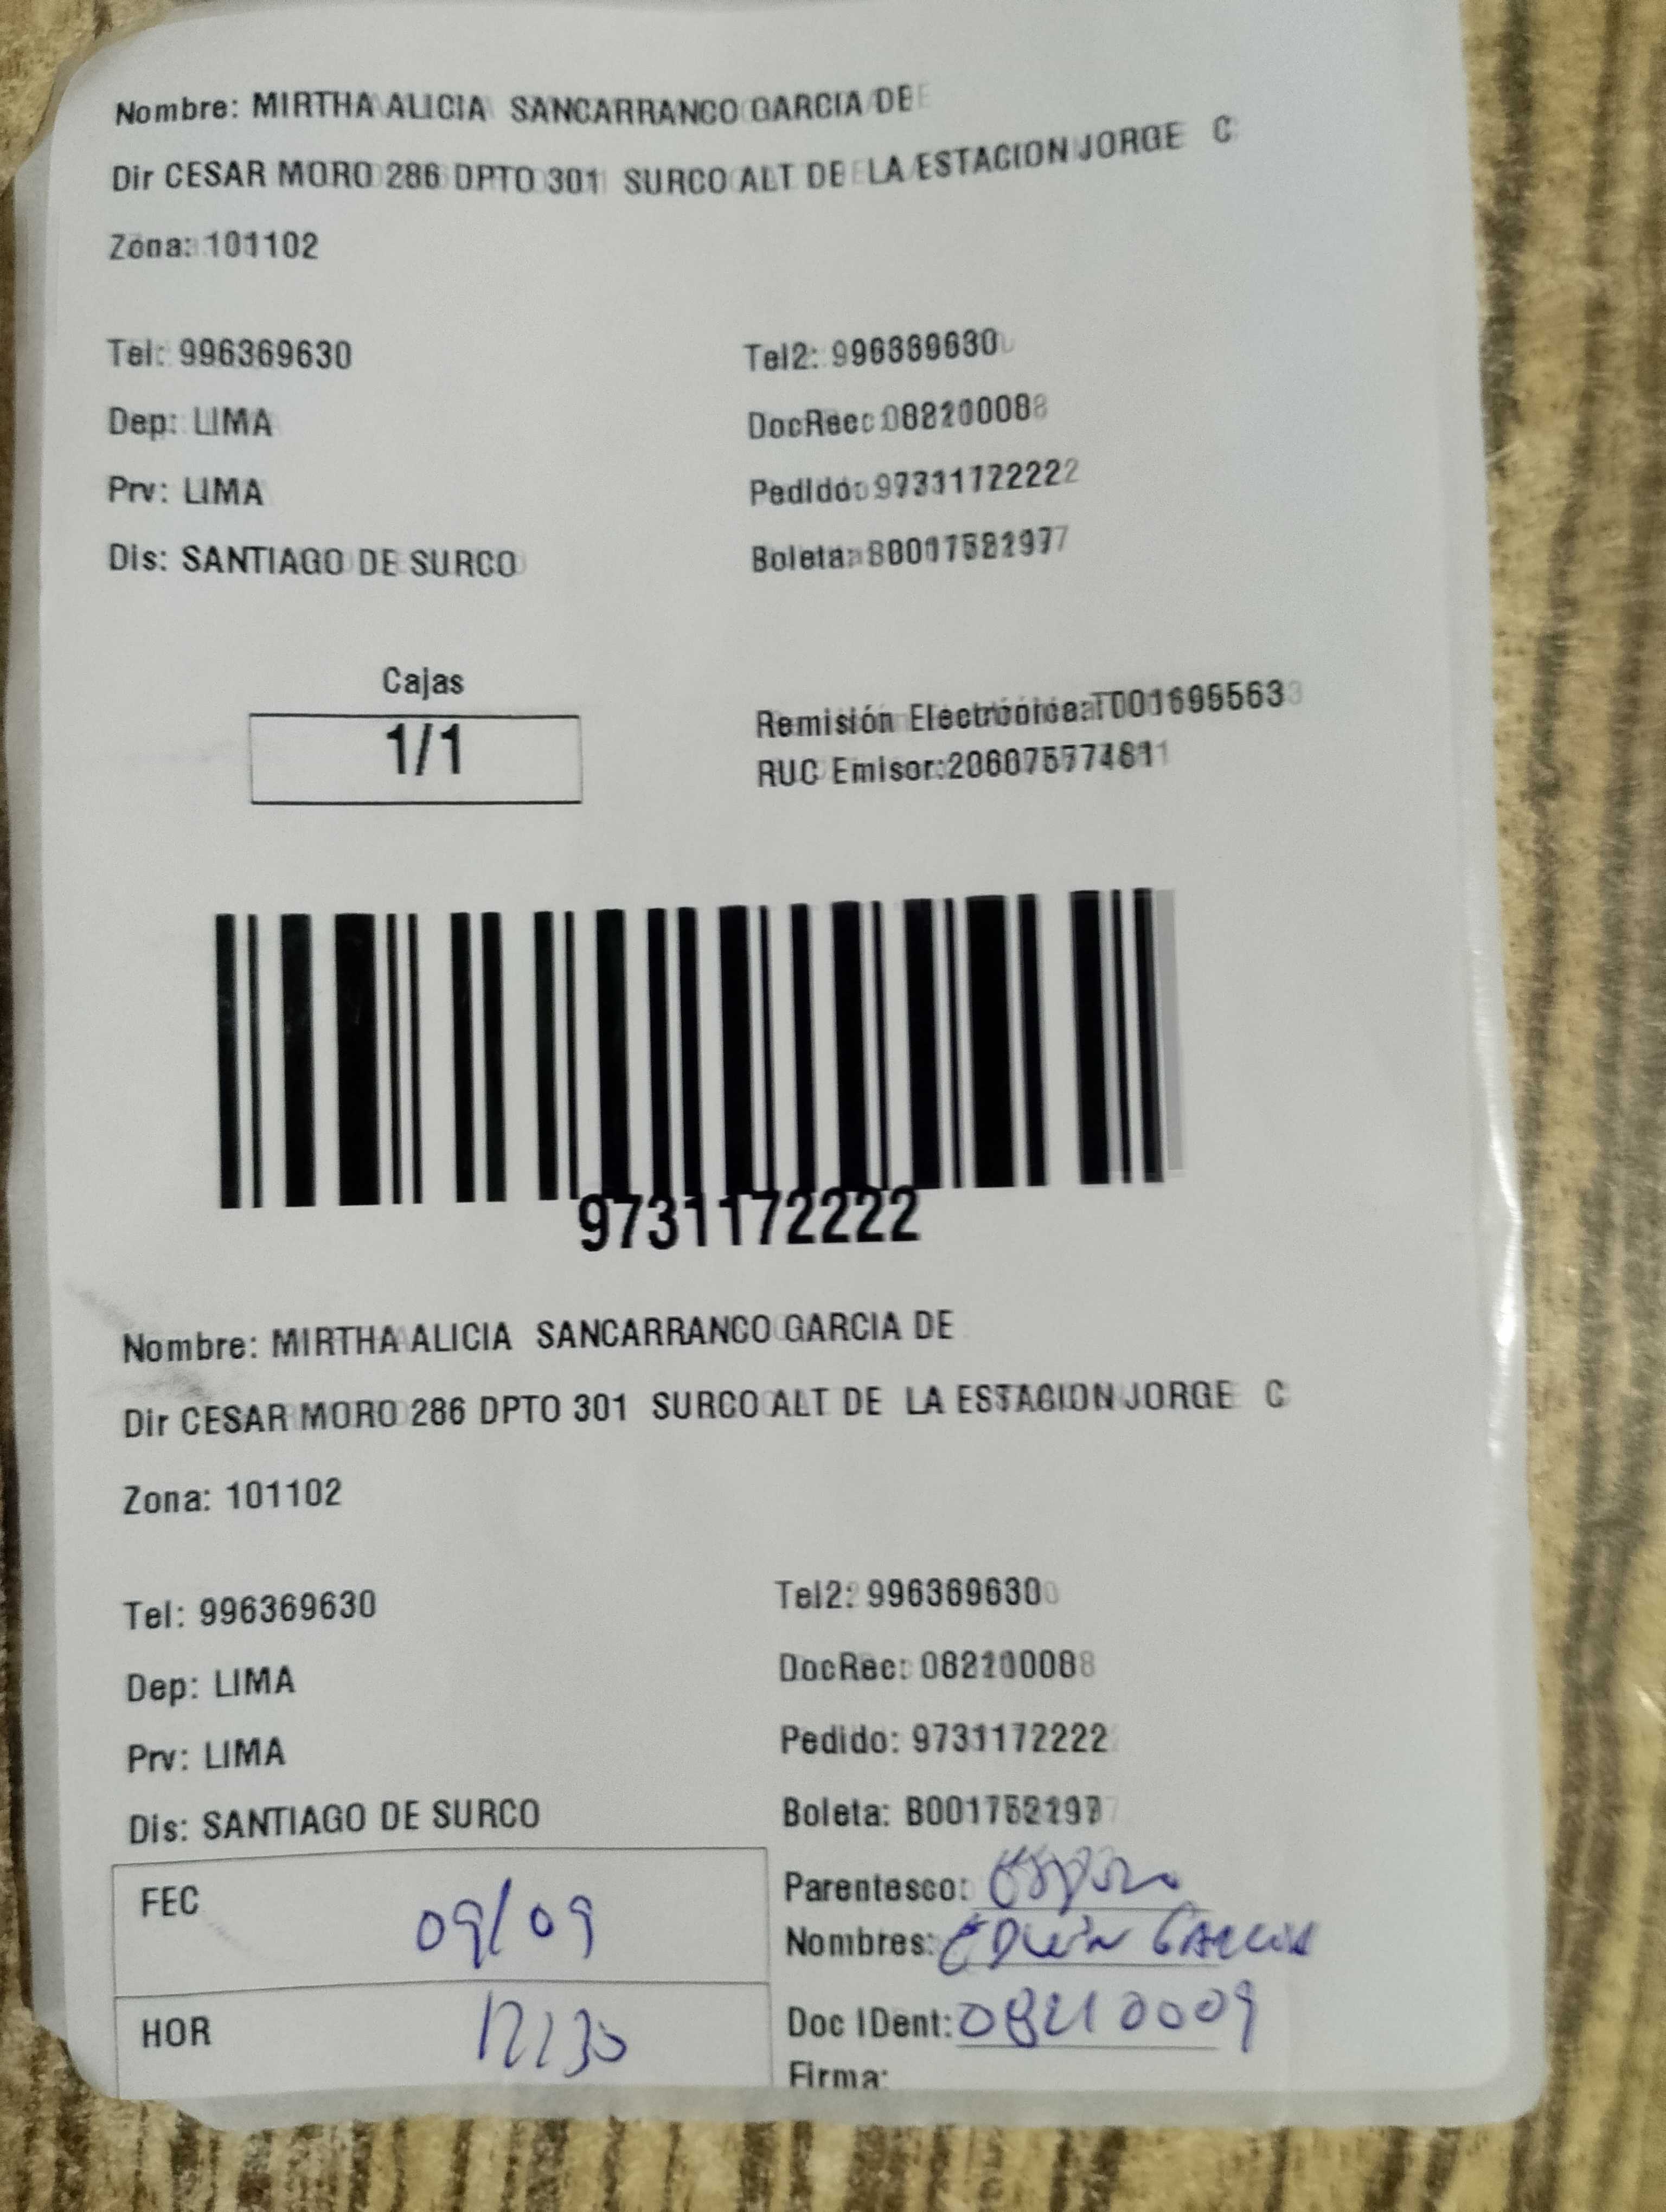 Nombre: MIRTHA ALICIA SANCARRANCO GARCIA DE
Dir CESAR MORO 286 DPTO 301 SURCO ALT DE LA ESTACION JORGE C
Zona: 101102
Tel: 996369630 Tel2: 996369630
Dep: LIMA DocRec: 08210008
Prv: LIMA Pedido: 9731172222
Dis: SANTIAGO DE SURCO Boleta:
Cajas
1/1
Remisión Electrónica:
RUC Emisor:
9731172222
Nombre: MIRTHA ALICIA SANCARRANCO GARCIA DE
Dir CESAR MORO 286 DPTO 301 SURCO ALT DE LA ESTACION JORGE C
Zona: 101102
Tel: 996369630 Tel2: 996369630
Dep: LIMA DocRec: 08210008
Prv: LIMA Pedido: 9731172222
Dis: SANTIAGO DE SURCO Boleta:
FEC 09/09
Parentesco: esposo
Nombres: EDWIN GARCIA
HOR
Doc IDent: 08210009
Firma: